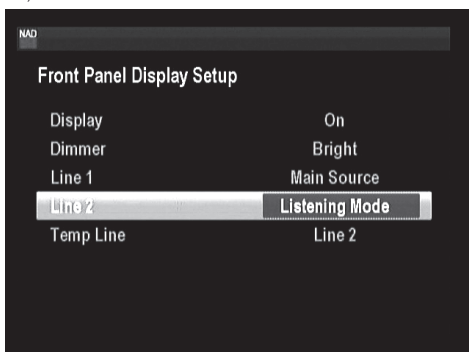 NAD
Front Panel Display Setup
Display On
Dimmer Bright
Line 1 Main Source
Line 2 Listening Mode
Temp Line Line 2